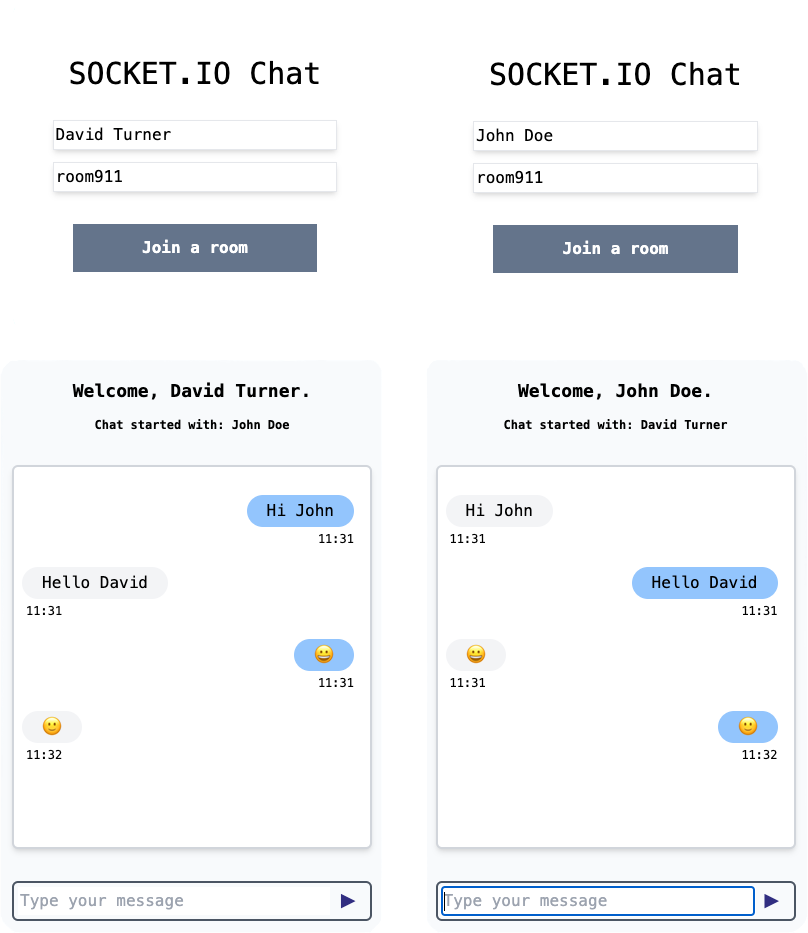 SOCKET.IO Chat
David Turner
room911
Join a room
SOCKET.IO Chat
John Doe
room911
Join a room
Welcome, David Turner.
Chat started with: John Doe
Hi John
11:31
Hello David
11:31
😀
11:31
🙂
11:32
Type your message
Welcome, John Doe.
Chat started with: David Turner
Hi John
11:31
Hello David
11:31
😀
11:31
🙂
11:32
Type your message